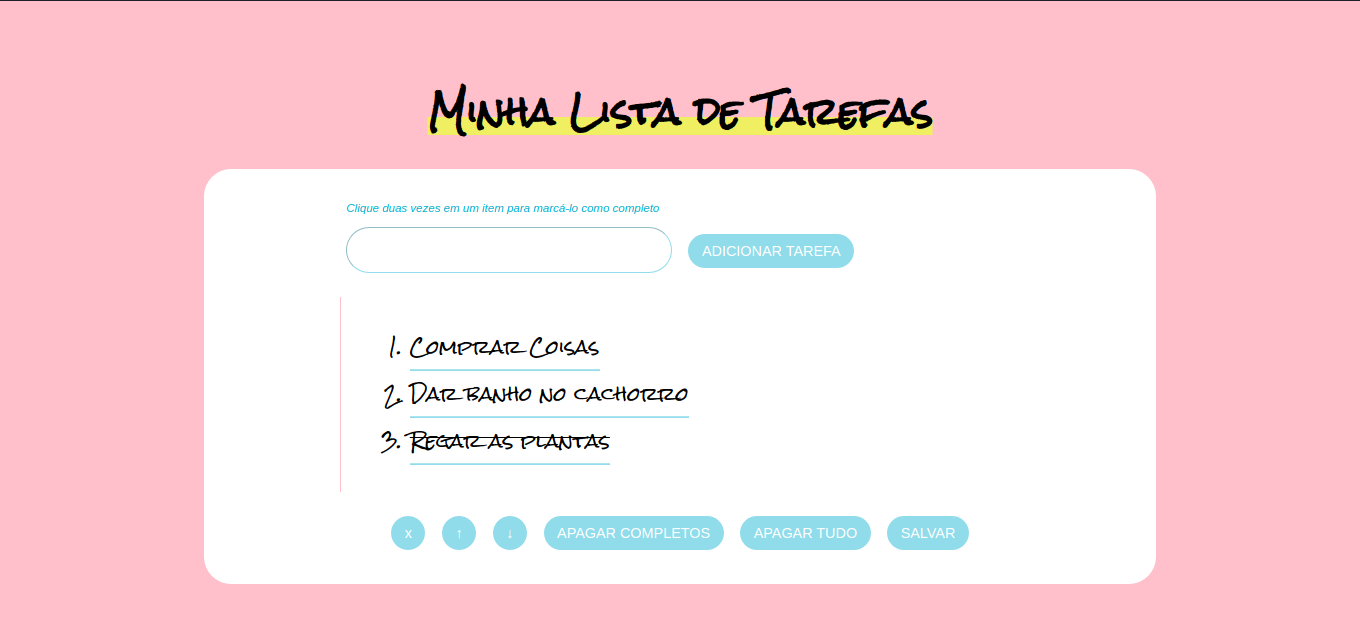 Minha Lista de Tarefas
Clique duas vezes em um item para marcá-lo como completo
ADICIONAR TAREFA
1. Comprar Coisas
2. Dar banho no cachorro
3. Regar as plantas
x ↑ ↓ APAGAR COMPLETOS APAGAR TUDO SALVAR